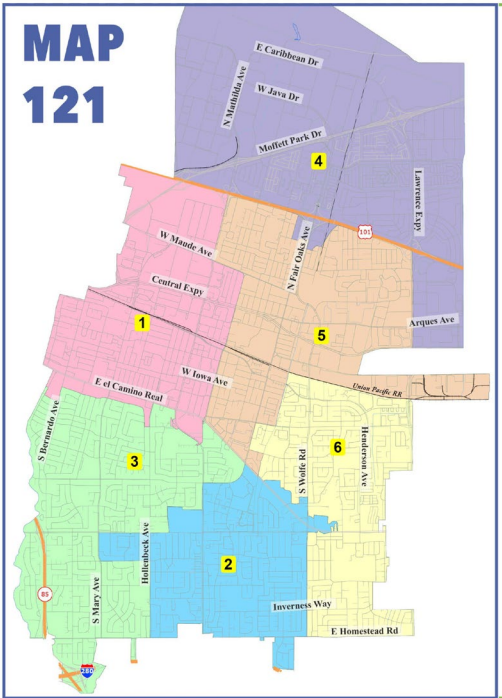 MAP
121
E Caribbean Dr
N Mathilda Ave
W Java Dr
Moffett Park Dr
4
Lawrence Expy
101
N Fair Oaks Ave
W Maude Ave
Central Expy
1
5
Arques Ave
W Iowa Ave
Union Pacific RR
E el Camino Real
S Bernardo Ave
3
6
S Wolfe Rd
Henderson Ave
Hollenbeck Ave
2
85
S Mary Ave
Inverness Way
E Homestead Rd
280